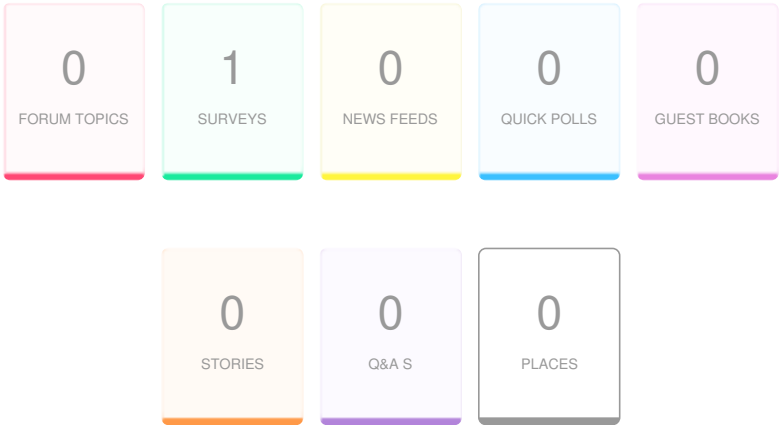 0 1 0 0 0
FORUM TOPICS SURVEYS NEWS FEEDS QUICK POLLS GUEST BOOKS
0 0 0
STORIES Q&A S PLACES